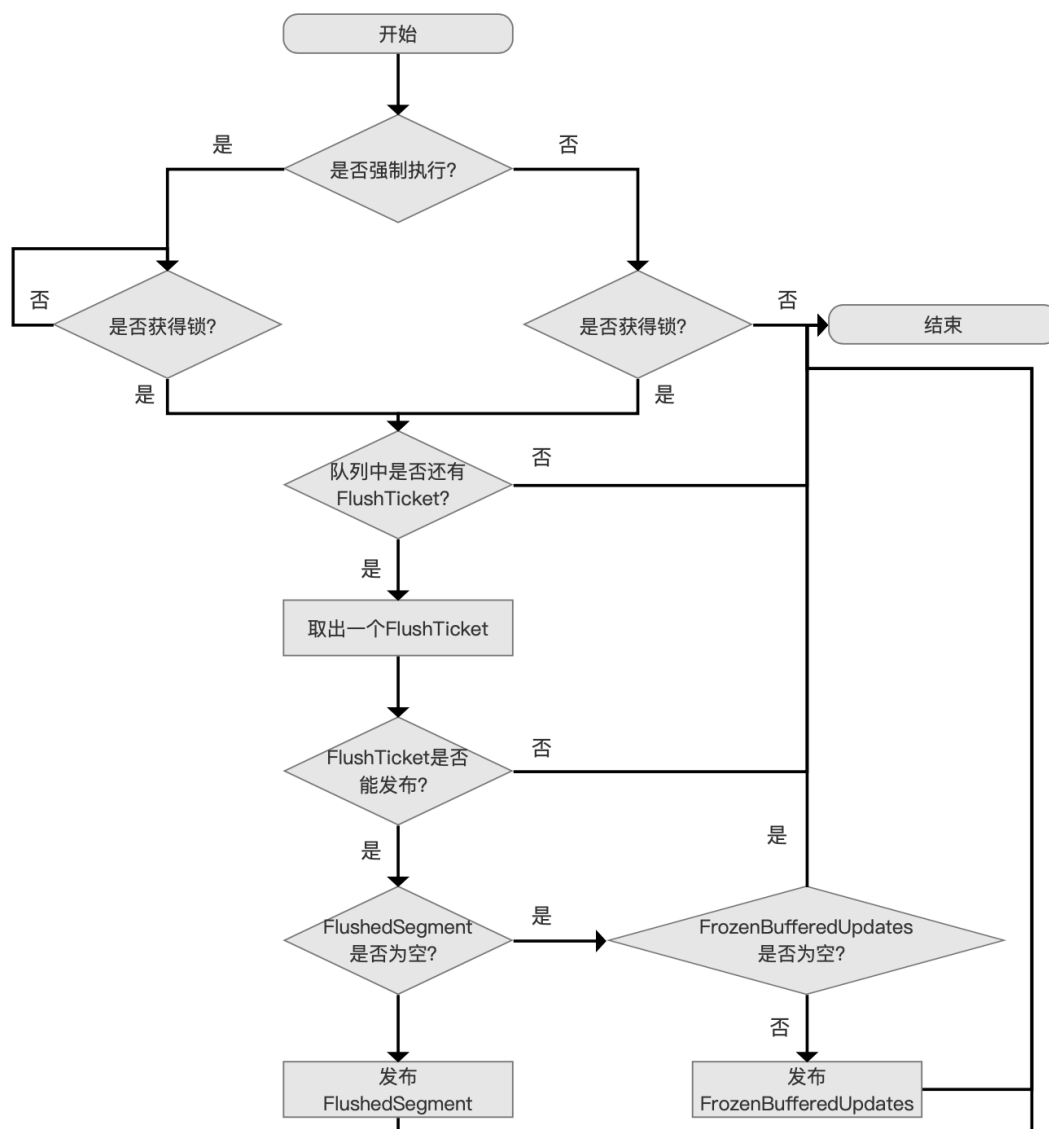 开始
是
否
是否强制执行?
否
是否获得锁?
是否获得锁?
否
结束
是
是
队列中是否还有
FlushTicket?
否
是
取出一个FlushTicket
FlushTicket是否
能发布?
否
是
是
FlushedSegment
是否为空?
是
FrozenBufferedUpdates
是否为空?
否
发布
FlushedSegment
发布
FrozenBufferedUpdates